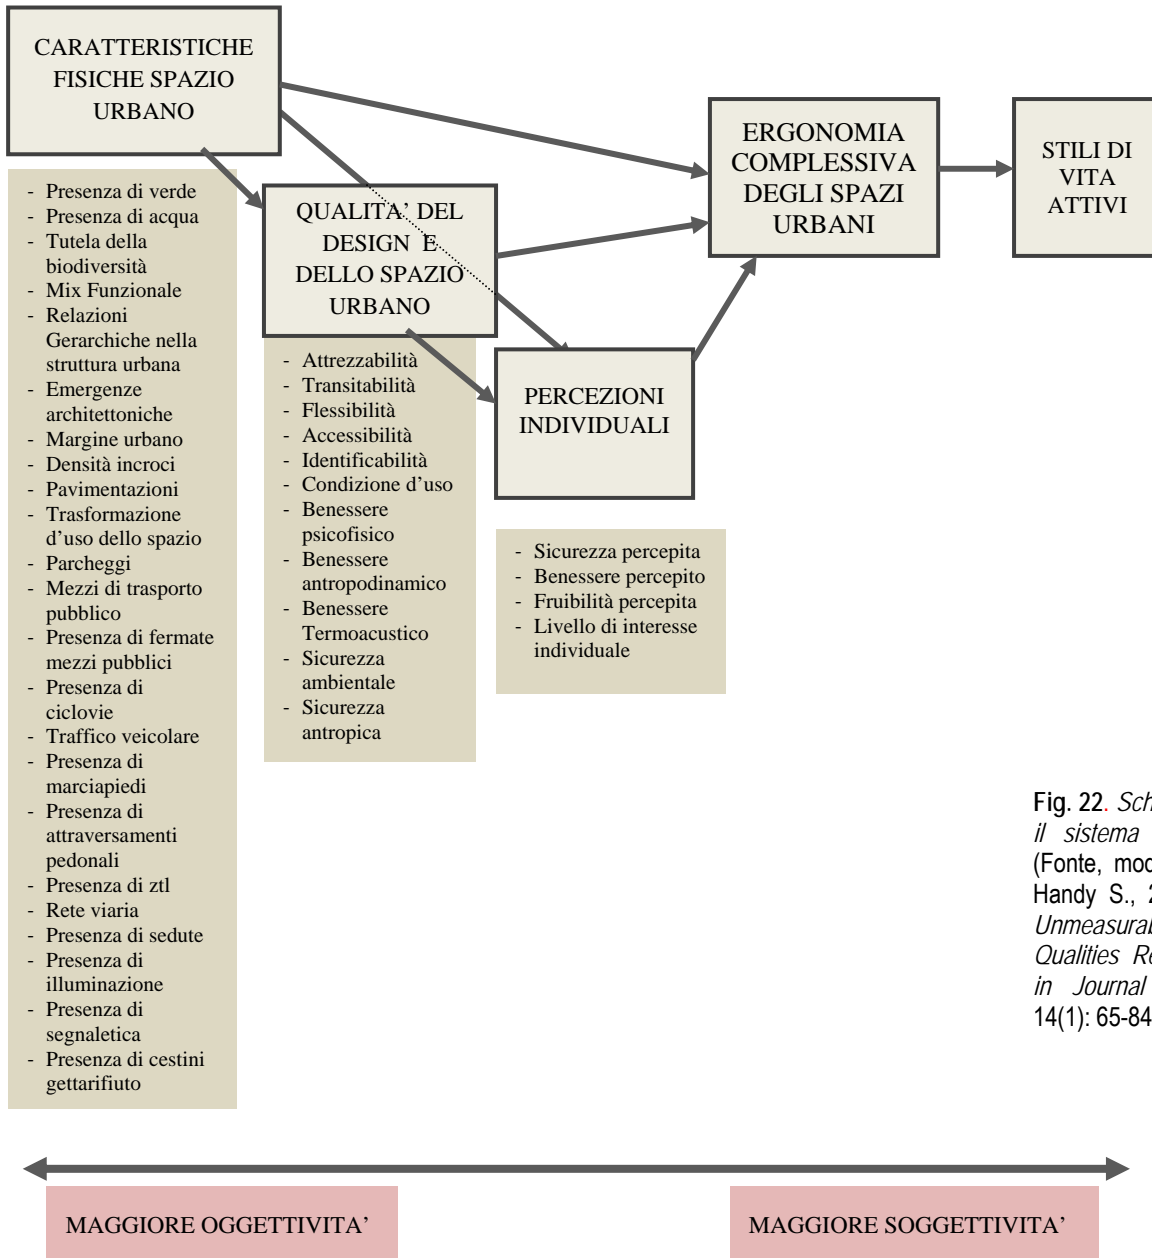 CARATTERISTICHE
FISICHE SPAZIO
URBANO
- Presenza di verde
- Presenza di acqua
- Tutela della
biodiversità
- Mix Funzionale
- Relazioni
Gerarchiche nella
struttura urbana
- Emergenze
architettoniche
- Margine urbano
- Densità incroci
- Pavimentazioni
- Trasformazione
d'uso dello spazio
- Parcheggi
- Mezzi di trasporto
pubblico
- Presenza di fermate
mezzi pubblici
- Presenza di
ciclovie
- Traffico veicolare
- Presenza di
marciapiedi
- Presenza di
attraversamenti
pedonali
- Presenza di ztl
- Rete viaria
- Presenza di sedute
- Presenza di
illuminazione
- Presenza di
segnaletica
- Presenza di cestini
gettarifiuto
QUALITA' DEL
DESIGN E
DELLO SPAZIO
URBANO
- Attrezzabilità
- Transitabilità
- Flessibilità
- Accessibilità
- Identificabilità
- Condizione d'uso
- Benessere
psicofisico
- Benessere
antropodinamico
- Benessere
Termoacustico
- Sicurezza
ambientale
- Sicurezza
antropica
PERCEZIONI
INDIVIDUALI
- Sicurezza percepita
- Benessere percepito
- Fruibilità percepita
- Livello di interesse
individuale
ERGONOMIA
COMPLESSIVA
DEGLI SPAZI
URBANI
STILI DI
VITA
ATTIVI
Fig. 22. Sch
il sistema
(Fonte, mod
Handy S., 2
Unmeasurab
Qualities Re
in Journal
14(1): 65-84
MAGGIORE OGGETTIVITA'
MAGGIORE SOGGETTIVITA'